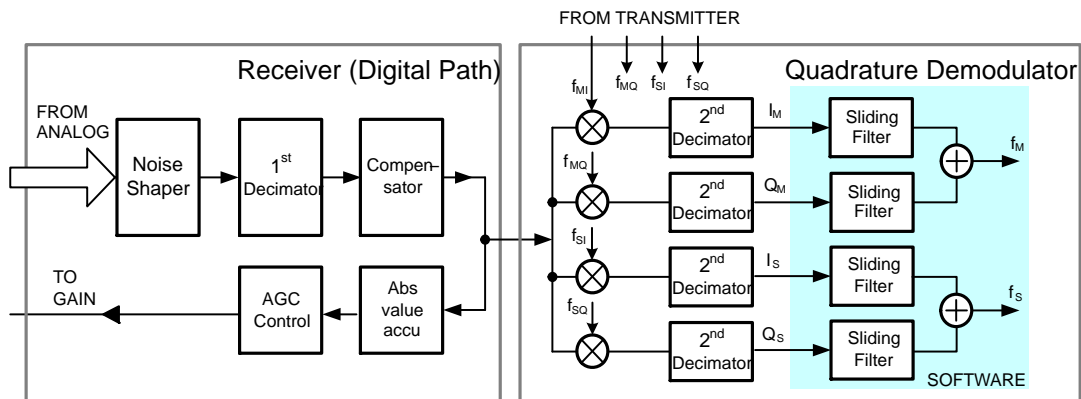 FROM TRANSMITTER
Receiver (Digital Path)
FROM
ANALOG
Noise
Shaper
1st
Decimator
Compen-
sator
TO
GAIN
AGC
Control
Abs
value
accu
Quadrature Demodulator
fMI
fMQ
fSI
fSQ
fMQ
fSI
fSQ
2nd
Decimator
IM
Sliding
Filter
fM
2nd
Decimator
QM
Sliding
Filter
2nd
Decimator
IS
Sliding
Filter
fS
2nd
Decimator
QS
Sliding
Filter
SOFTWARE